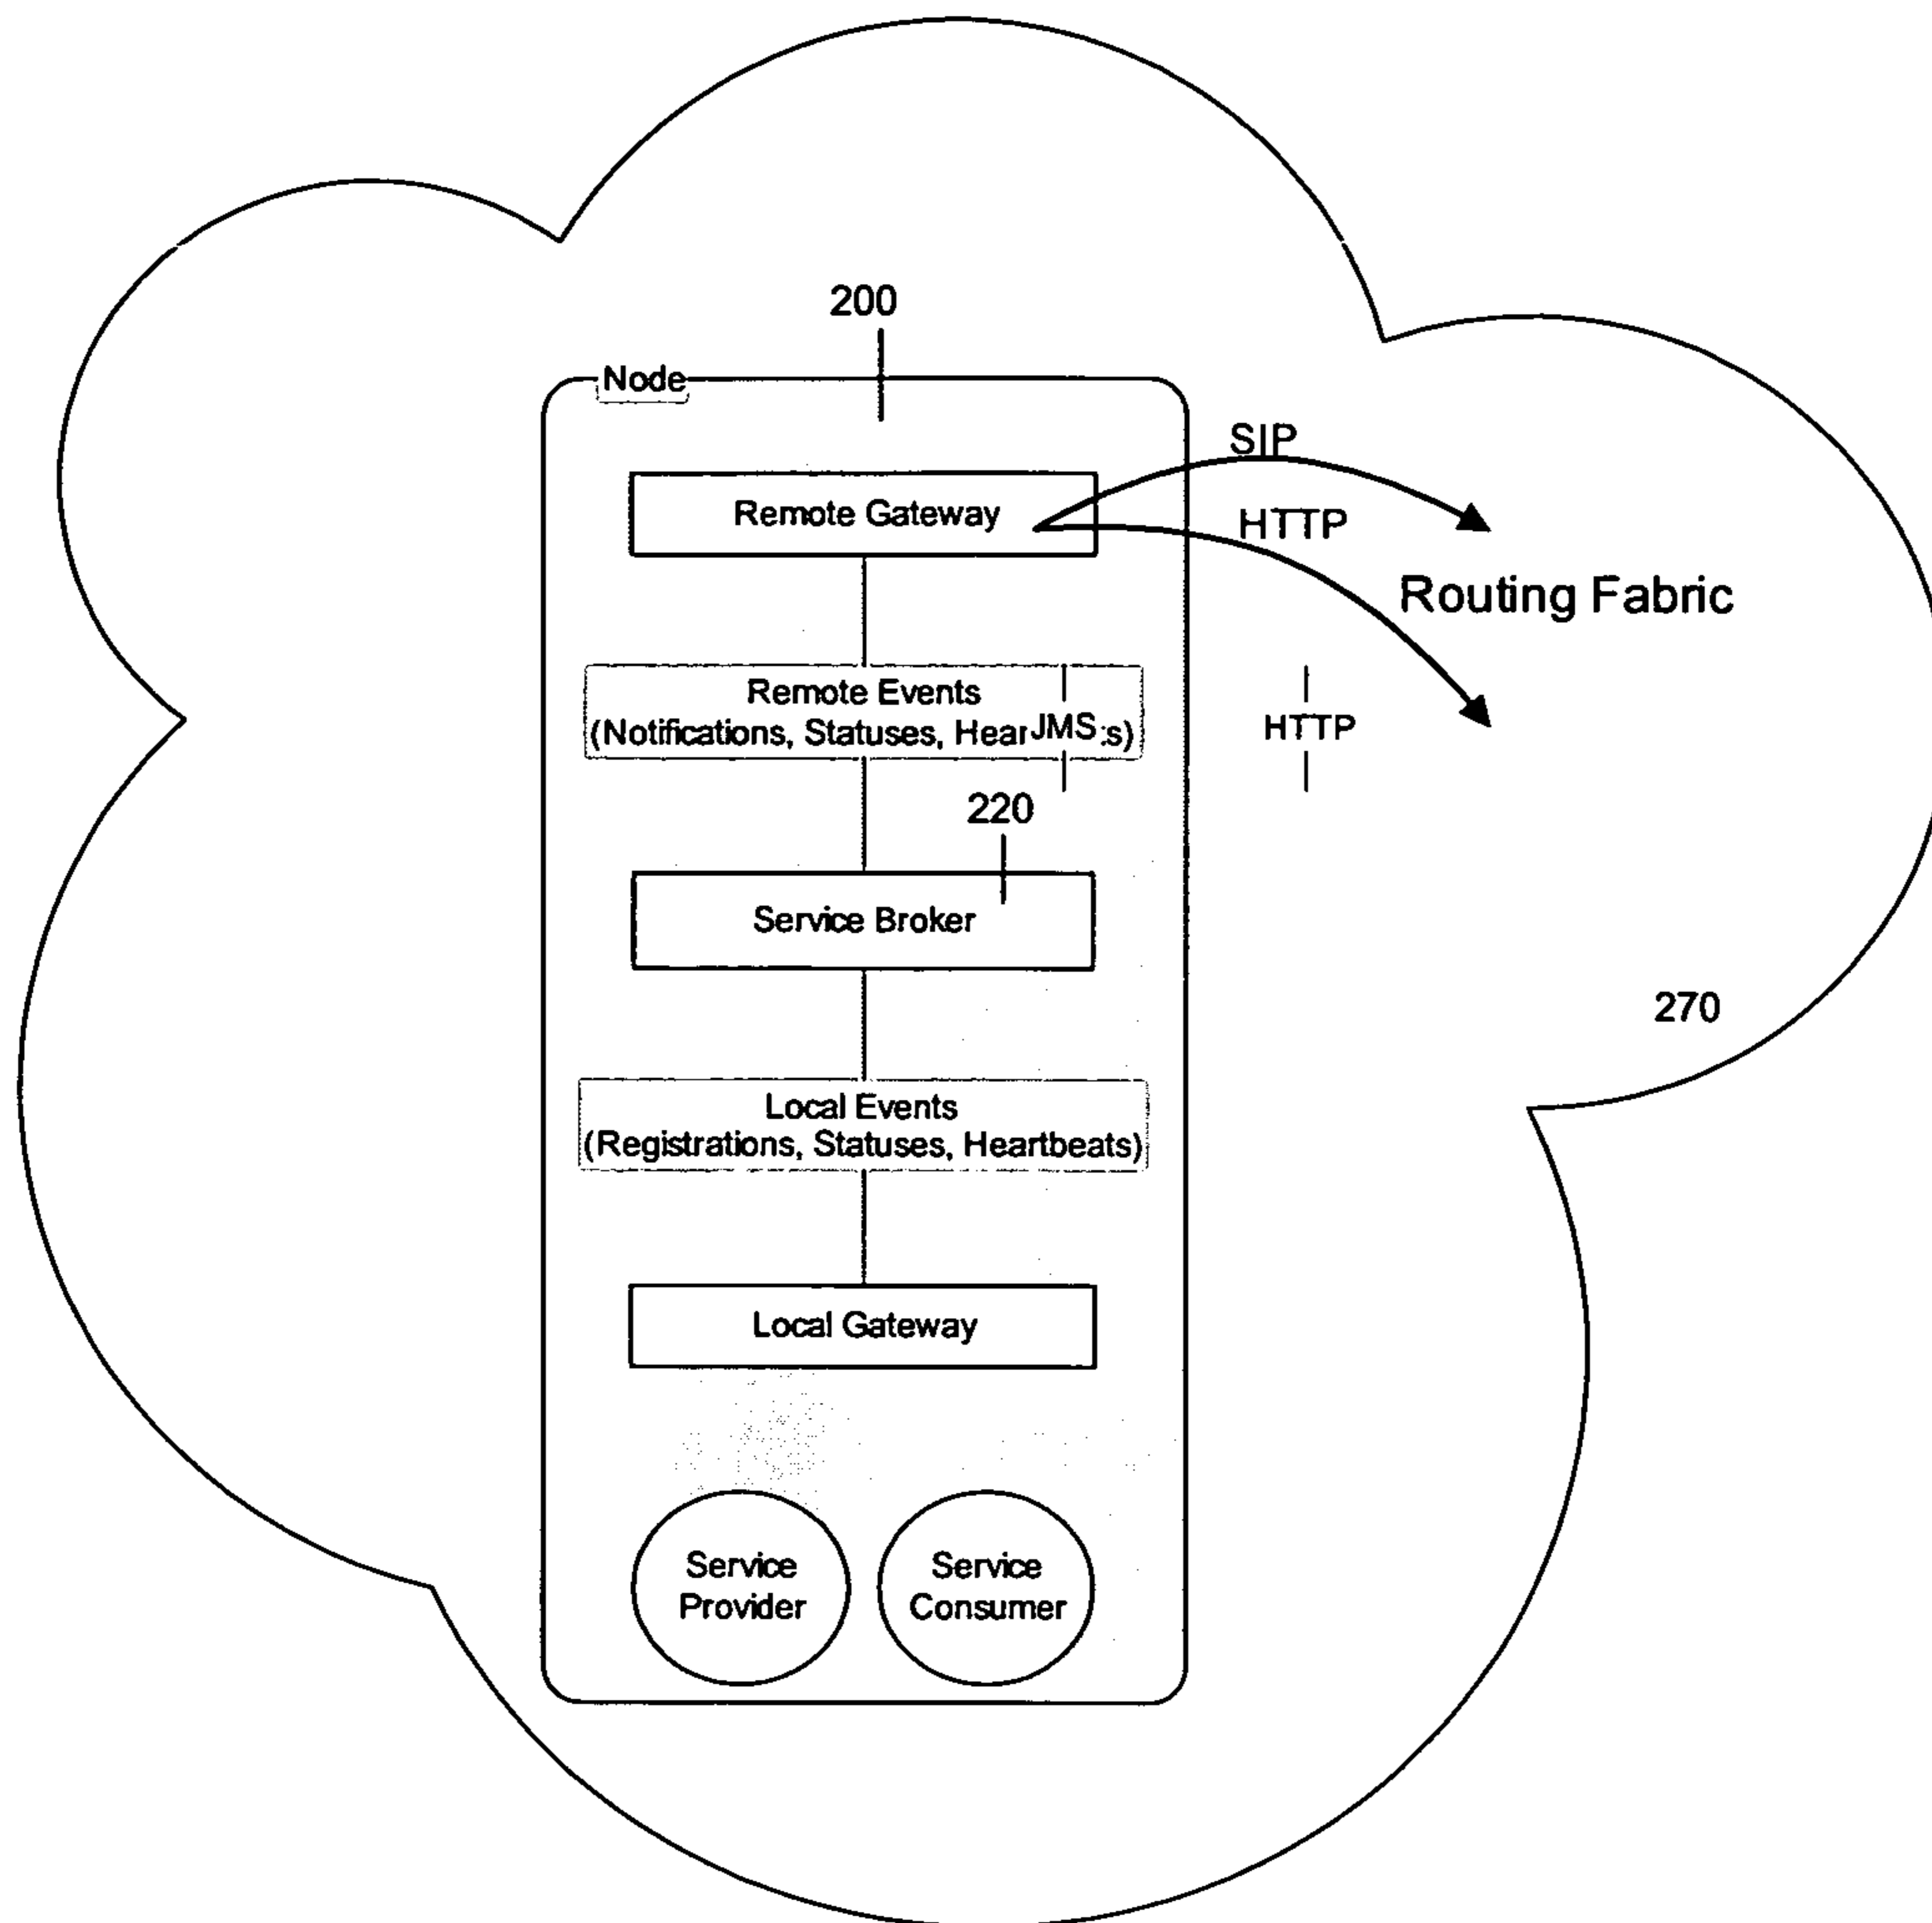 200
Node
SIP
Remote Gateway
HTTP
Routing Fabric
Remote Events
(Notifications, Statuses, Hear
JMS
:s)
HTTP
220
Service Broker
270
Local Events
(Registrations, Statuses, Heartbeats)
Local Gateway
Service
Provider
Service
Consumer